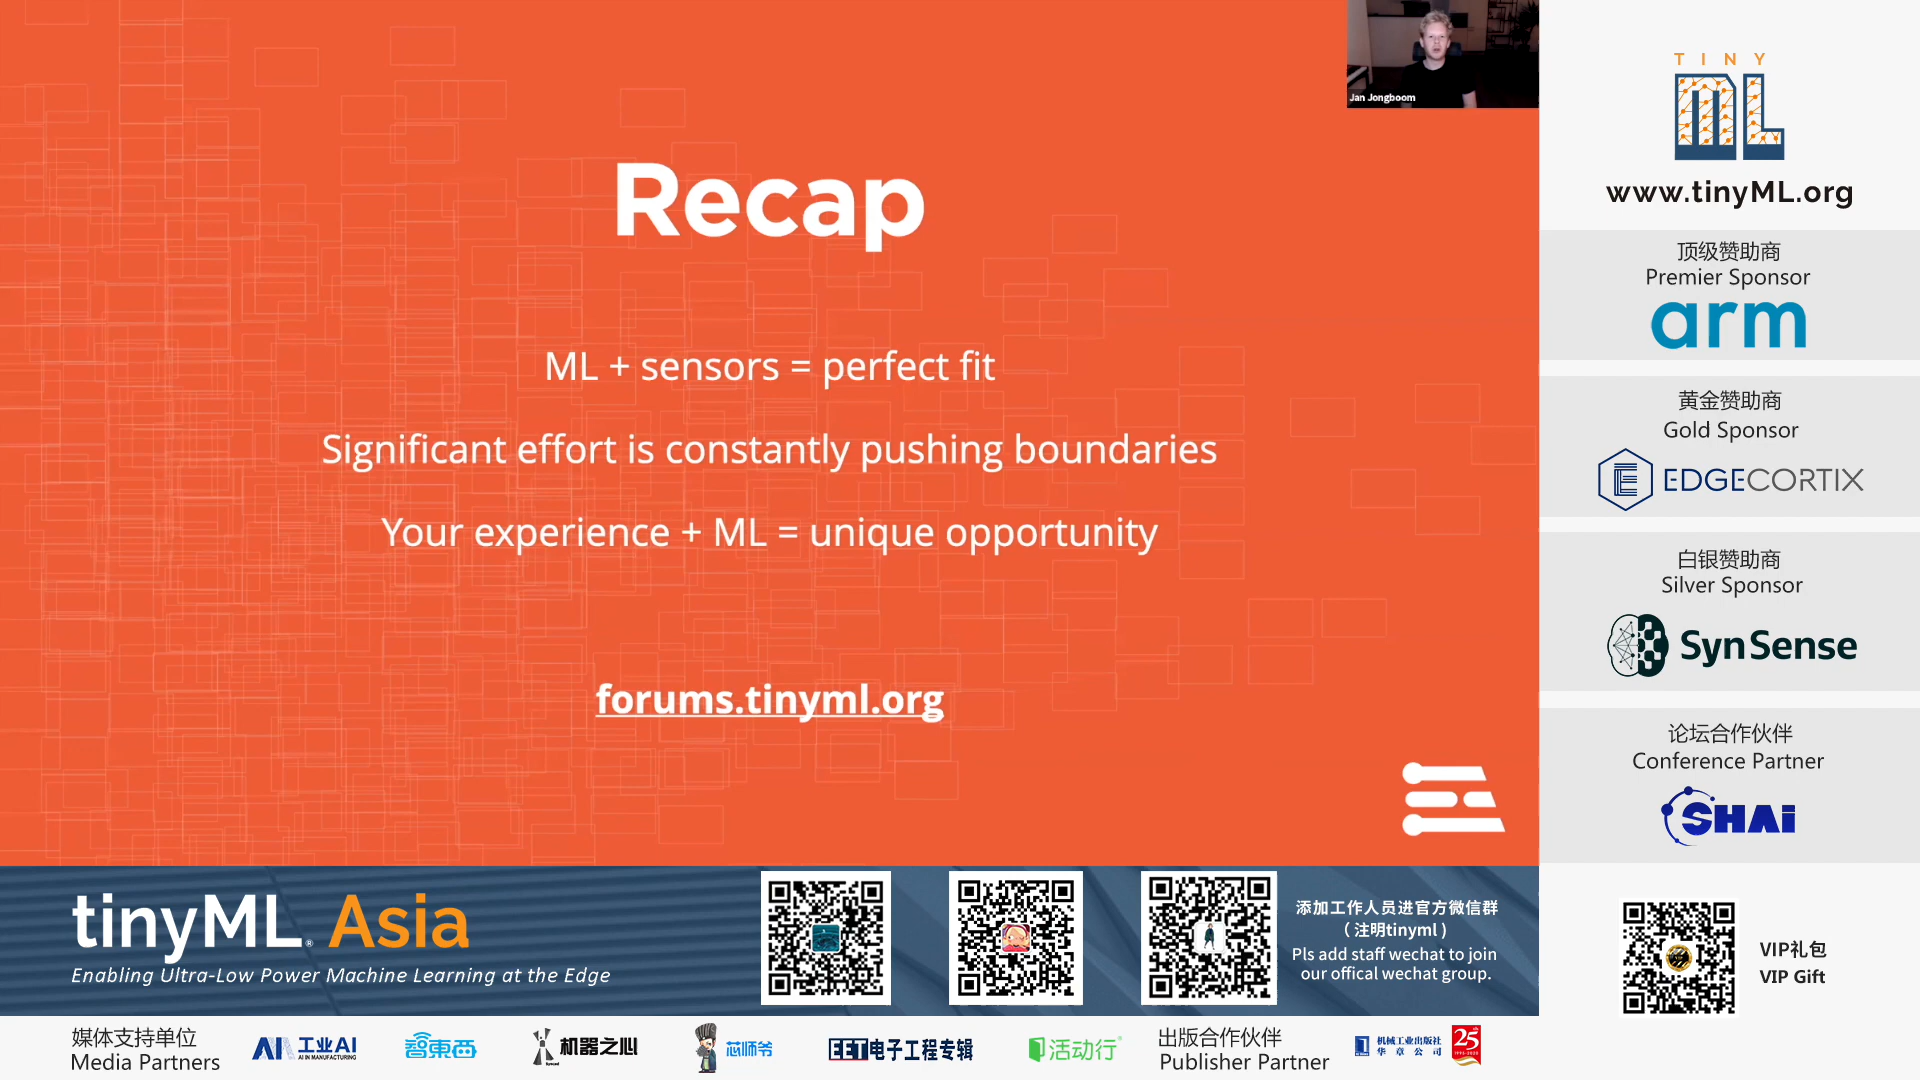 Recap
ML + sensors = perfect fit
Significant effort is constantly pushing boundaries
Your experience + ML = unique opportunity
forums.tinyml.org
Jan Jongboom
TINY
ML
www.tinyML.org
顶级赞助商
Premier Sponsor
arm
黄金赞助商
Gold Sponsor
EDGECORTIX
白银赞助商
Silver Sponsor
SynSense
论坛合作伙伴
Conference Partner
SHAi
tinyML® Asia
Enabling Ultra-Low Power Machine Learning at the Edge
添加工作人员进官方微信群
( 注明tinyml )
Pls add staff wechat to join
our offical wechat group.
VIP礼包
VIP Gift
媒体支持单位
Media Partners
工业AI
AI IN MANUFACTURING
智東西
机器之心
Synced
芯师爷
EET电子工程专辑
活动行
出版合作伙伴
Publisher Partner
机械工业出版社
华章公司
25
1995-2020